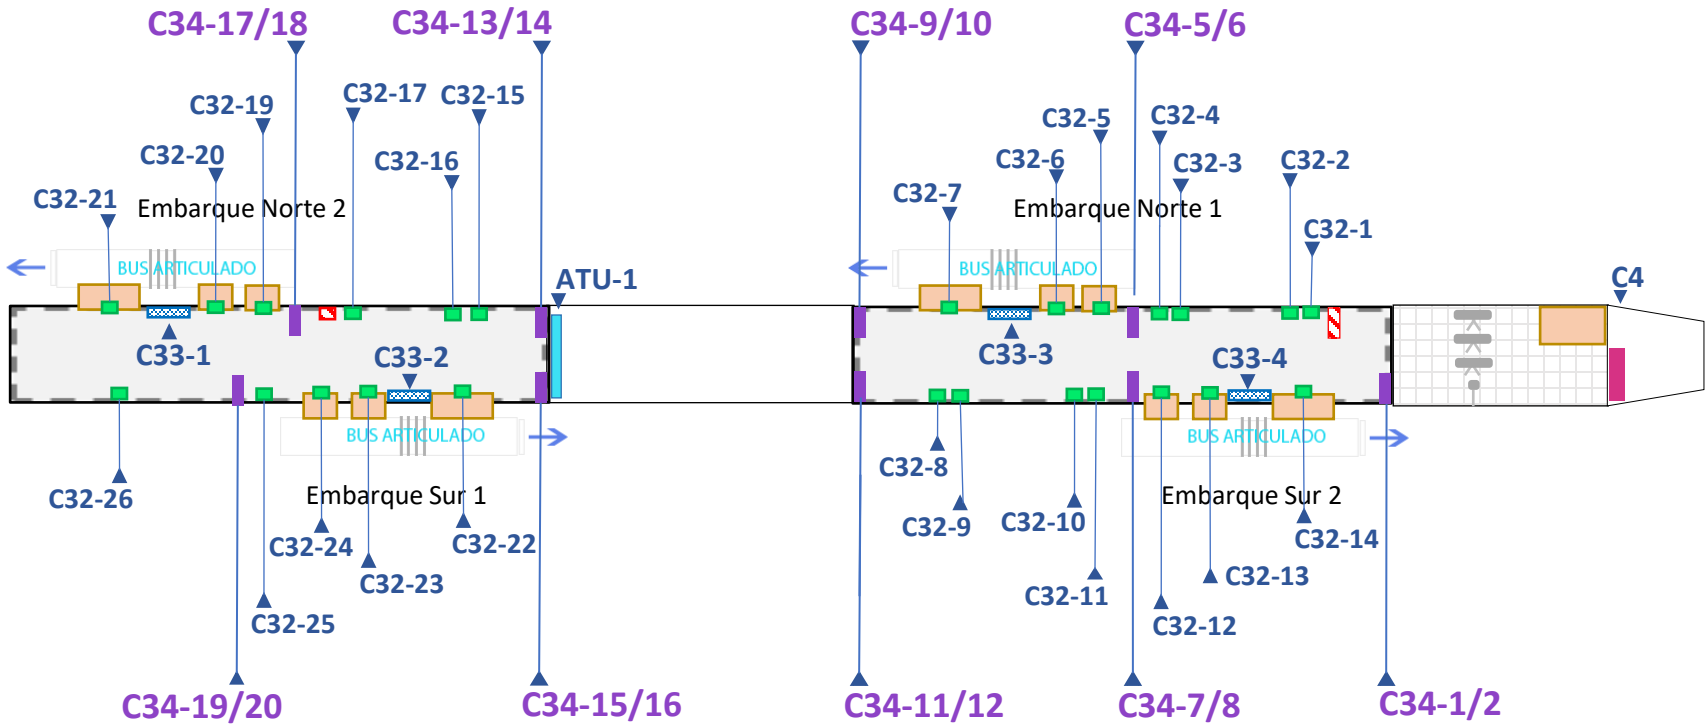 C34-17/18
C34-13/14
C34-9/10
C34-5/6
C32-19
C32-17
C32-15
C32-5
C32-4
C32-20
C32-16
C32-6
C32-3
C32-2
C32-21
Embarque Norte 2
C32-7
Embarque Norte 1
C32-1
BUS ARTICULADO
ATU-1
BUS ARTICULADO
C4
C33-1
C33-2
C33-3
C33-4
BUS ARTICULADO
BUS ARTICULADO
C32-8
C32-26
Embarque Sur 1
C32-9
C32-10
Embarque Sur 2
C32-24
C32-22
C32-14
C32-23
C32-11
C32-13
C32-25
C32-12
C34-19/20
C34-15/16
C34-11/12
C34-7/8
C34-1/2